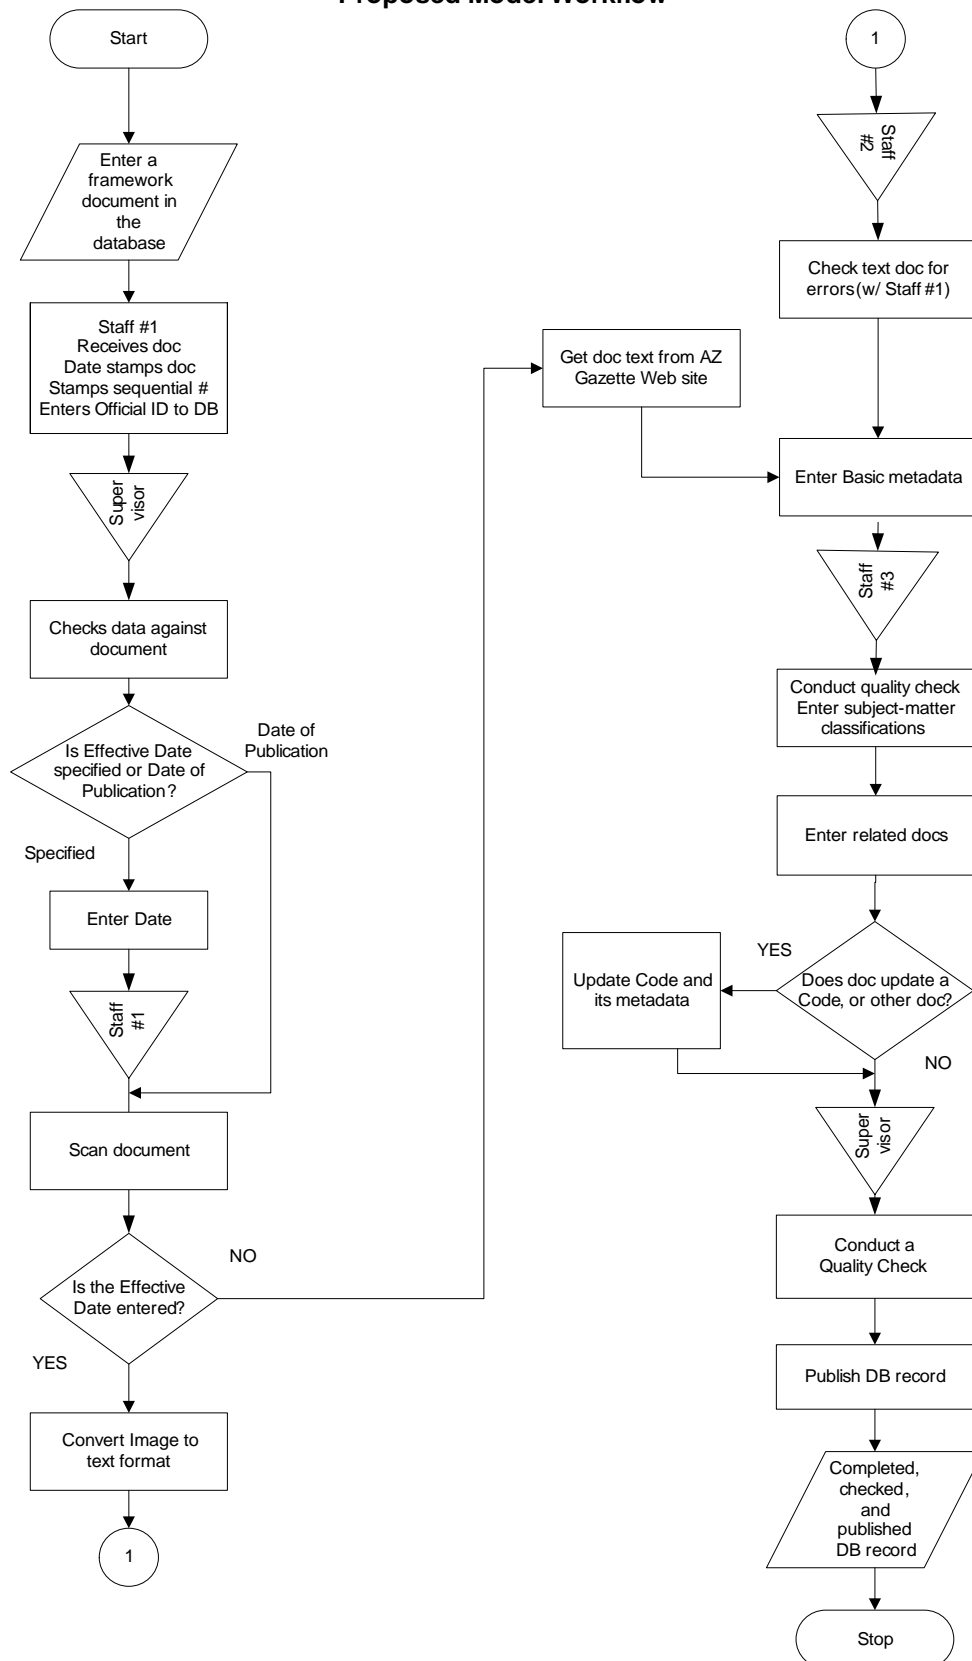 Proposed Model Workflow
Start
Enter a
framework
document in
the
database
Staff #1
Receives doc
Date stamps doc
Stamps sequential #
Enters Official ID to DB
Super
visor
Checks data against
document
Is Effective Date
specified or Date of
Publication?
Date of
Publication
Specified
Enter Date
Staff
#1
Scan document
Is the Effective
Date entered?
NO
YES
Convert Image to
text format
1
Get doc text from AZ
Gazette Web site
1
Staff
#2
Check text doc for
errors(w/ Staff #1)
Enter Basic metadata
Staff
#3
Conduct quality check
Enter subject-matter
classifications
Enter related docs
Does doc update a
Code, or other doc?
YES
Update Code and
its metadata
NO
Super
visor
Conduct a
Quality Check
Publish DB record
Completed,
checked,
and
published
DB record
Stop